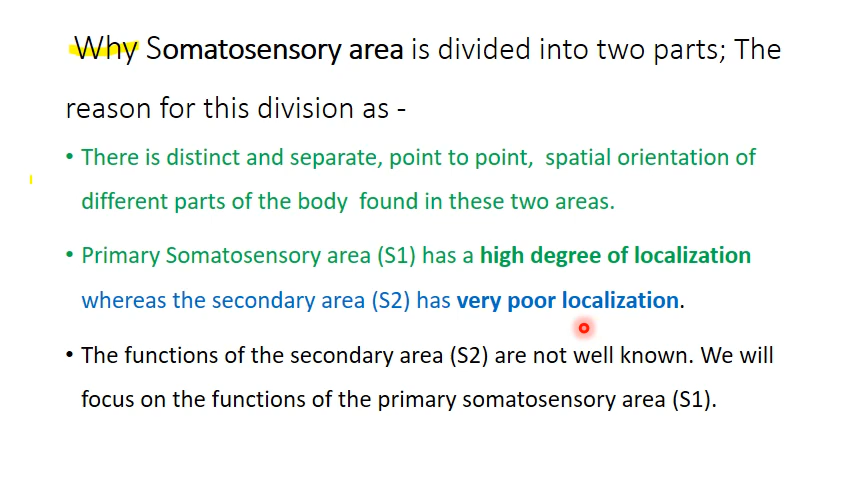 Why Somatosensory area is divided into two parts; The
reason for this division as -
• There is distinct and separate, point to point, spatial orientation of
different parts of the body found in these two areas.
• Primary Somatosensory area (S1) has a high degree of localization
whereas the secondary area (S2) has very poor localization.
• The functions of the secondary area (S2) are not well known. We will
focus on the functions of the primary somatosensory area (S1).